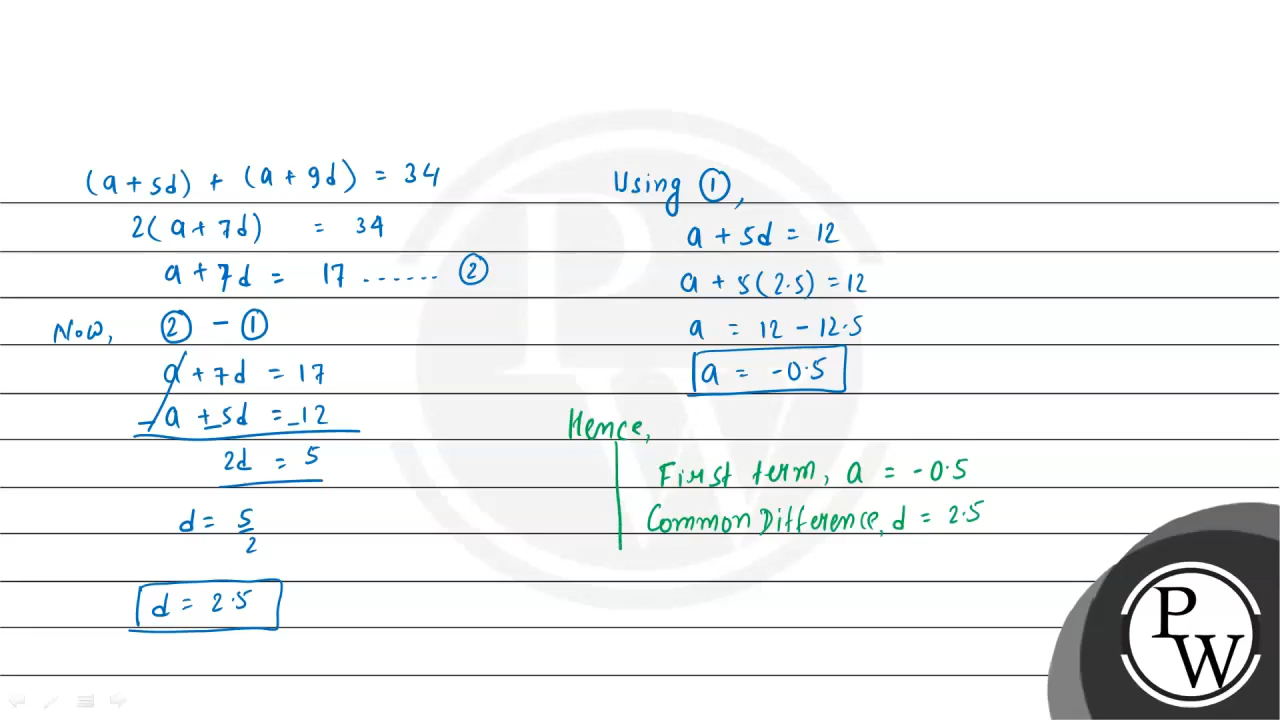 (a + 5d) + (a + 9d) = 34
2(a + 7d) = 34
a + 7d = 17 ....... ②
Now, ② - ①
a + 7d = 17
- a + 5d = - 12
2d = 5
d = 5/2
d = 2.5
Using ①,
a + 5d = 12
a + 5(2.5) = 12
a = 12 - 12.5
a = -0.5
Hence,
First term, a = -0.5
Common Difference, d = 2.5
P
W
PW